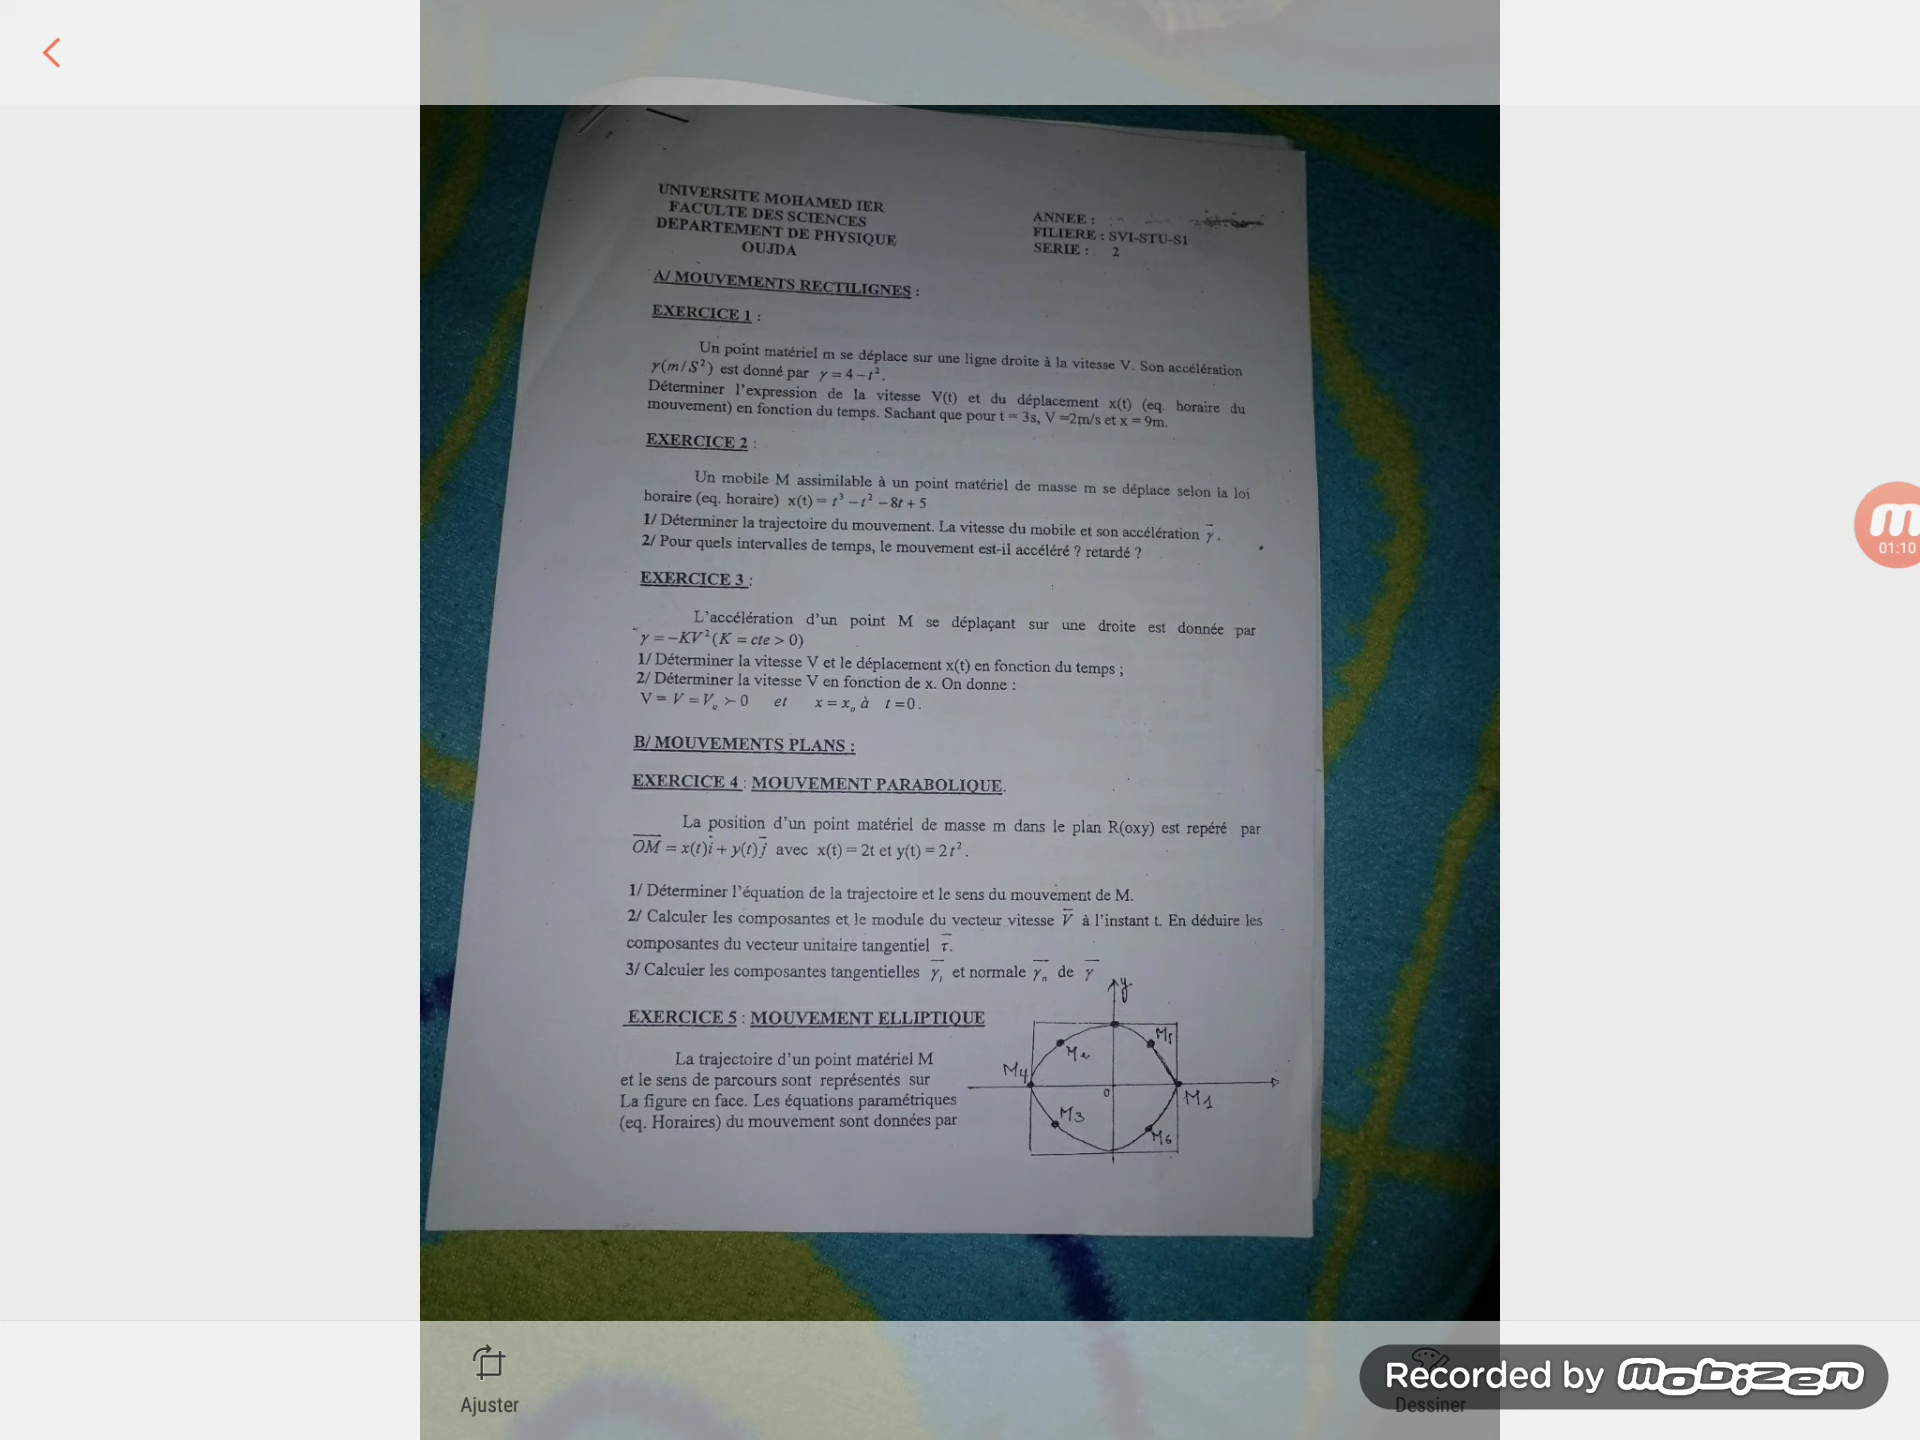 UNIVERSITE MOHAMED IER
FACULTE DES SCIENCES
DEPARTEMENT DE PHYSIQUE
OUJDA
ANNEE :
FILIERE : SVI-STU-S1
SERIE : 2
A/ MOUVEMENTS RECTILIGNES :
EXERCICE 1 :
Un point matériel m se déplace sur une ligne droite à la vitesse V. Son accélération
γ(m/S²) est donné par γ = 4 – t².
Déterminer l'expression de la vitesse V(t) et du déplacement x(t) (eq. horaire du
mouvement) en fonction du temps. Sachant que pour t = 3s, V =2m/s et x = 9m.
EXERCICE 2 :
Un mobile M assimilable à un point matériel de masse m se déplace selon la loi
horaire (eq. horaire) x(t) = t³ – t² – 8t + 5
1/ Déterminer la trajectoire du mouvement. La vitesse du mobile et son accélération γ⃗ .
2/ Pour quels intervalles de temps, le mouvement est-il accéléré ? retardé ?
EXERCICE 3 :
L'accélération d'un point M se déplaçant sur une droite est donnée par
γ = –KV² (K = cte > 0)
1/ Déterminer la vitesse V et le déplacement x(t) en fonction du temps ;
2/ Déterminer la vitesse V en fonction de x. On donne :
V = V = Vₒ ≻ 0 et x = xₒ à t = 0 .
B/ MOUVEMENTS PLANS :
EXERCICE 4 : MOUVEMENT PARABOLIQUE.
La position d'un point matériel de masse m dans le plan R(oxy) est repéré par
OM = x(t)i + y(t)j avec x(t) = 2t et y(t) = 2t² .
1/ Déterminer l'équation de la trajectoire et le sens du mouvement de M.
2/ Calculer les composantes et le module du vecteur vitesse V à l'instant t. En déduire les
composantes du vecteur unitaire tangentiel τ.
3/ Calculer les composantes tangentielles γₜ et normale γₙ de γ
EXERCICE 5 : MOUVEMENT ELLIPTIQUE
La trajectoire d'un point matériel M
et le sens de parcours sont représentés sur
La figure en face. Les équations paramétriques
(eq. Horaires) du mouvement sont données par
y
M5
M2
M4
0
M1
M3
M6
01:10
Ajuster
Dessiner
Recorded by Mobizen